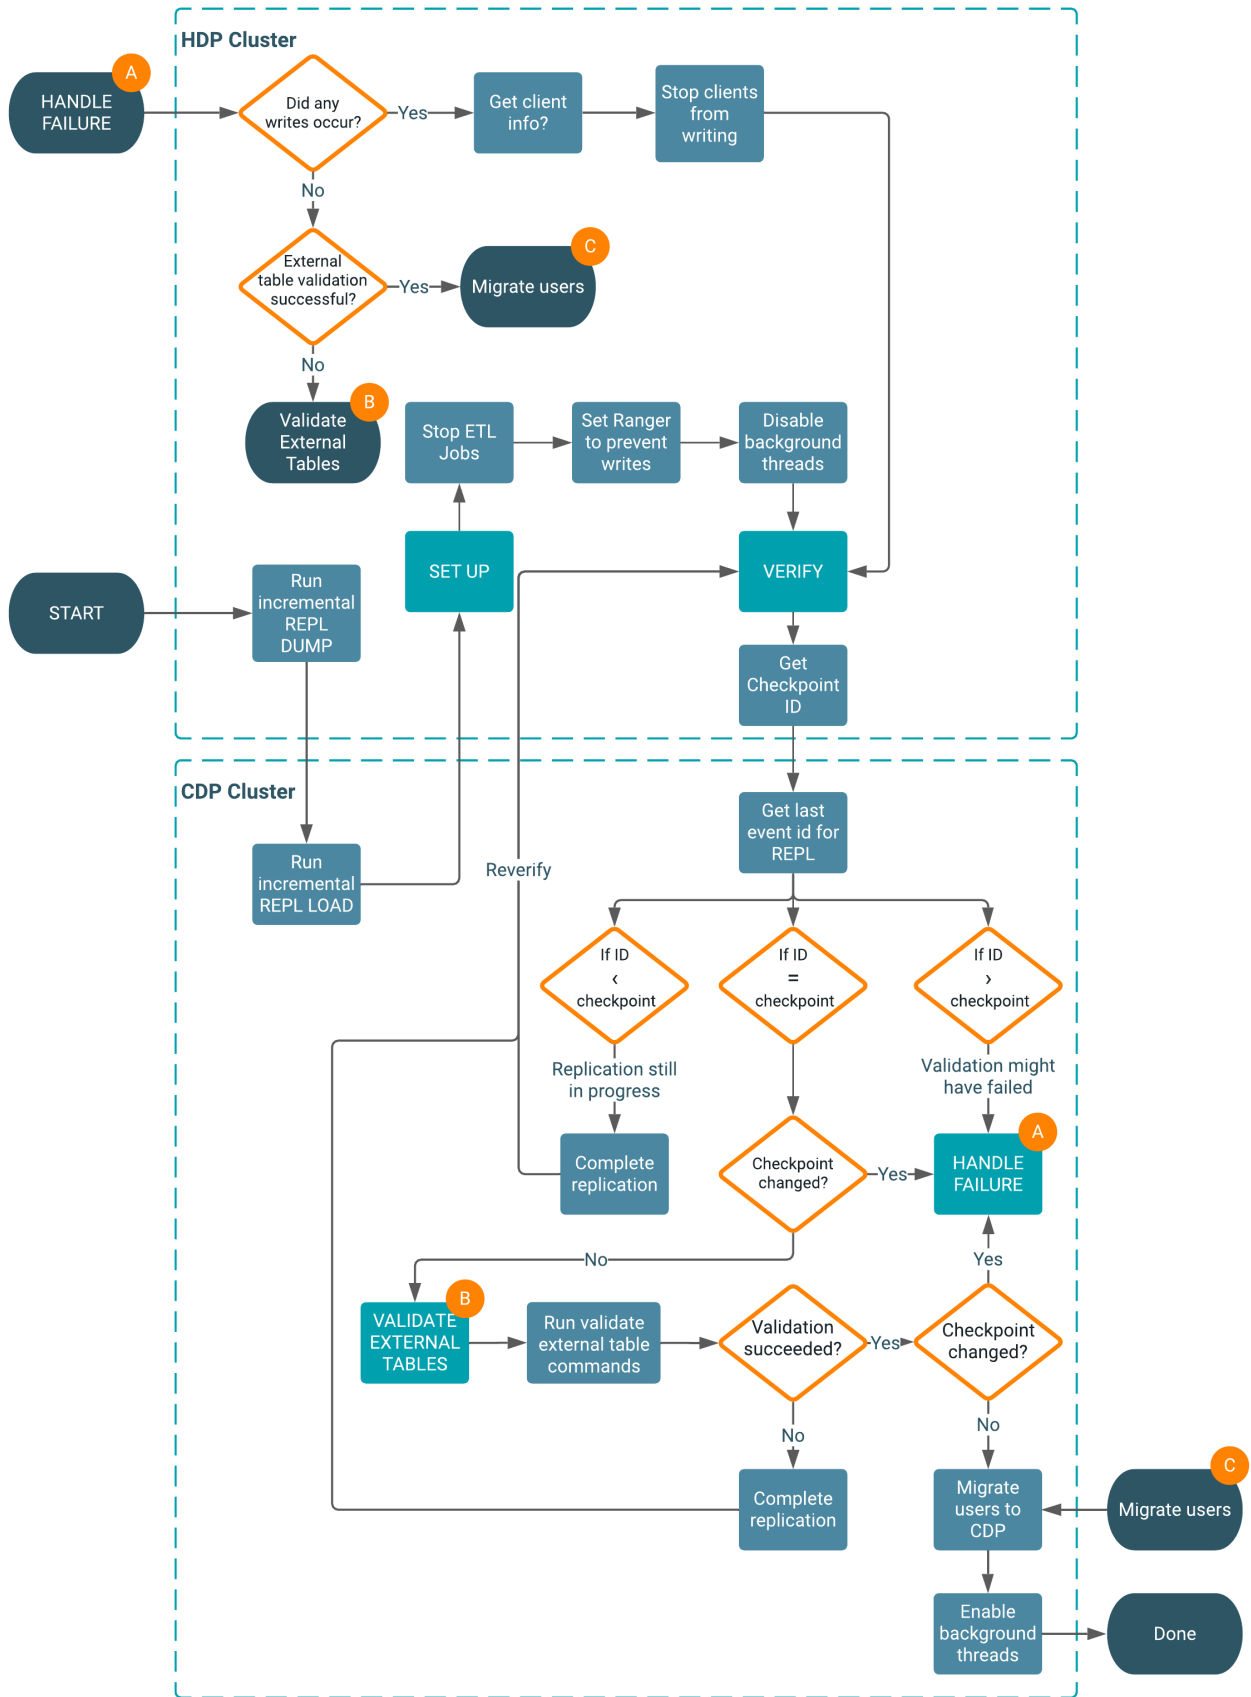 HDP Cluster
A
HANDLE
FAILURE
Did any
writes occur?
Yes
Get client
info?
Stop clients
from
writing
No
External
table validation
successful?
Yes
C
Migrate users
No
B
Validate
External
Tables
Stop ETL
Jobs
Set Ranger
to prevent
writes
Disable
background
threads
SET UP
VERIFY
START
Run
incremental
REPL
DUMP
Get
Checkpoint
ID
CDP Cluster
Get last
event id for
REPL
Run
incremental
REPL LOAD
Reverify
If ID
<
checkpoint
If ID
=
checkpoint
If ID
>
checkpoint
Replication still
in progress
Validation might
have failed
Complete
replication
Checkpoint
changed?
Yes
A
HANDLE
FAILURE
No
Yes
B
VALIDATE
EXTERNAL
TABLES
Run validate
external table
commands
Validation
succeeded?
Yes
Checkpoint
changed?
No
No
Complete
replication
Migrate
users to
CDP
C
Migrate users
Enable
background
threads
Done